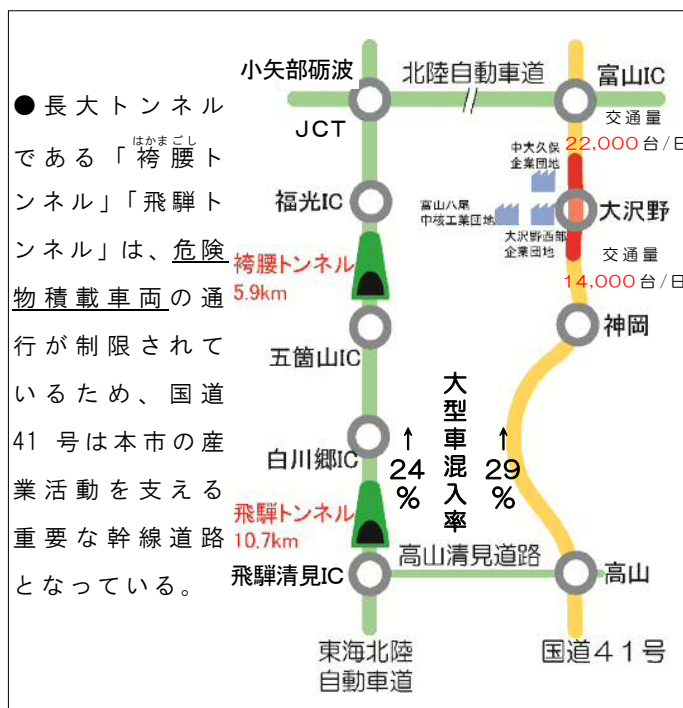 ●長大トンネル
である「袴腰ト
はかまごし
ンネル」「飛騨ト
ンネル」は、危険
物積載車両の通
行が制限されて
いるため、国道
41 号は本市の産
業活動を支える
重要な幹線道路
となっている。
小矢部砺波
JCT
北陸自動車道
富山IC
交通量
22,000台/日
中大久保
企業団地
福光IC
富山八尾
中核工業団地
大沢野西部
企業団地
大沢野
交通量
14,000台/日
袴腰トンネル
5.9km
神岡
五箇山IC
大型車混入率
↑
24
%
↑
29
%
白川郷IC
飛騨トンネル
10.7km
高山清見道路
飛騨清見IC
高山
東海北陸
自動車道
国道41号